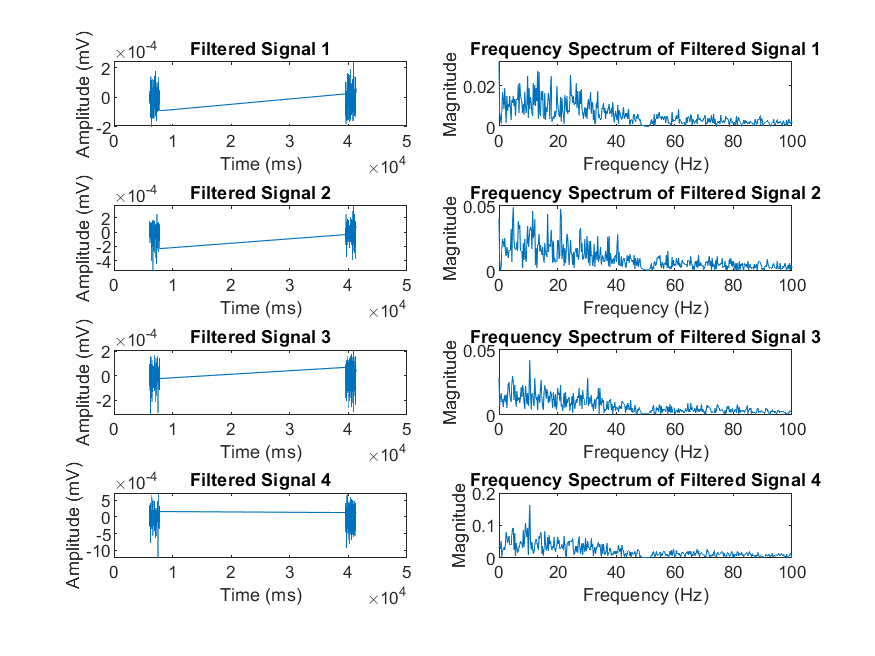 Filtered Signal 1
×10⁻⁴
Amplitude (mV)
2
0
-2
0 1 2 3 4 5
Time (ms)
×10⁴
Frequency Spectrum of Filtered Signal 1
Magnitude
0.02
0
0 20 40 60 80 100
Frequency (Hz)
Filtered Signal 2
×10⁻⁴
Amplitude (mV)
2
0
-2
-4
0 1 2 3 4 5
Time (ms)
×10⁴
Frequency Spectrum of Filtered Signal 2
Magnitude
0.05
0
0 20 40 60 80 100
Frequency (Hz)
Filtered Signal 3
×10⁻⁴
Amplitude (mV)
2
0
-2
0 1 2 3 4 5
Time (ms)
×10⁴
Frequency Spectrum of Filtered Signal 3
Magnitude
0.05
0
0 20 40 60 80 100
Frequency (Hz)
Filtered Signal 4
×10⁻⁴
Amplitude (mV)
5
0
-5
-10
0 1 2 3 4 5
Time (ms)
×10⁴
Frequency Spectrum of Filtered Signal 4
Magnitude
0.2
0.1
0
0 20 40 60 80 100
Frequency (Hz)